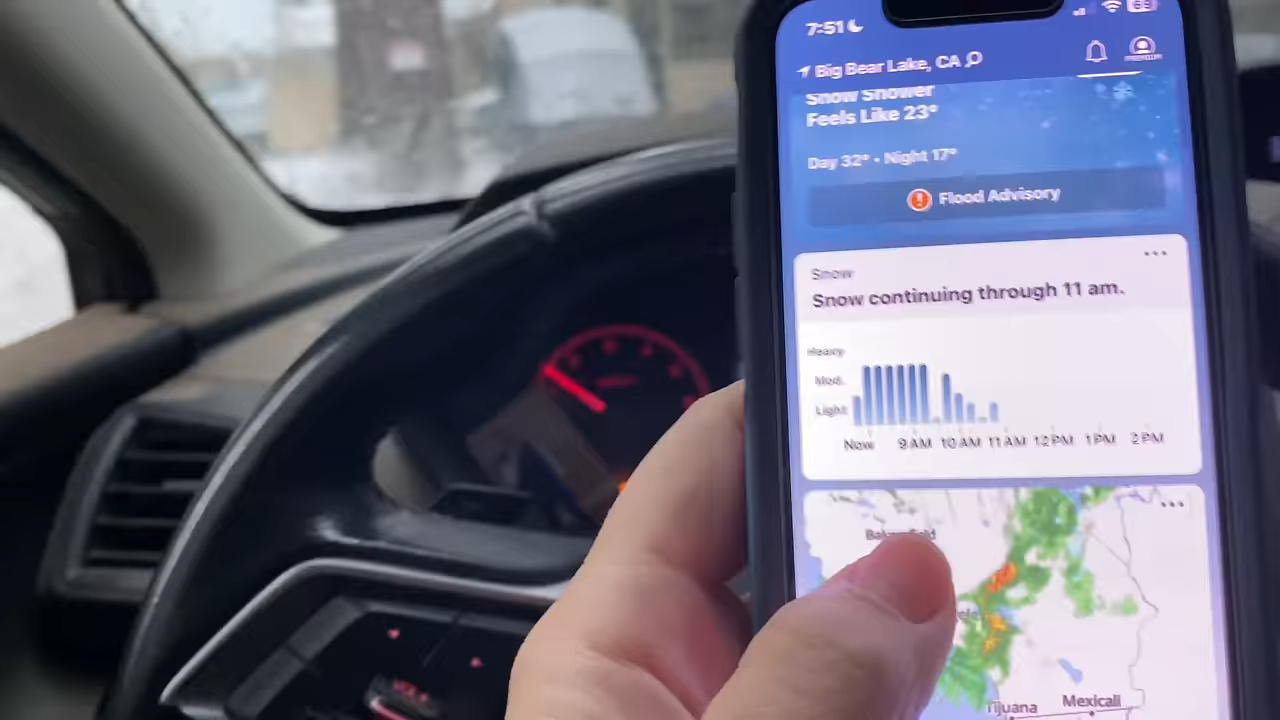 7:51
Big Bear Lake, CA
PREMIUM
Snow Shower
Feels Like 23°
Day 32° • Night 17°
Flood Advisory
Snow
Snow continuing through 11 am.
Heavy
Mod.
Light
Now 9 AM 10 AM 11 AM 12 PM 1 PM 2 PM
Tijuana
Mexicali